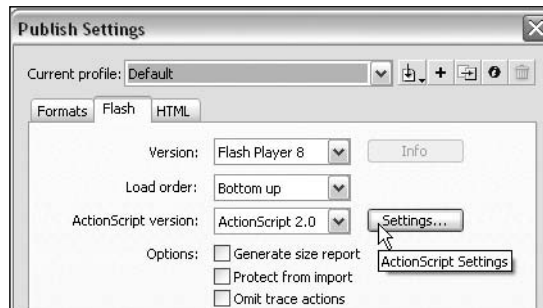 Publish Settings
Current profile: Default
Formats Flash HTML
Version: Flash Player 8 Info
Load order: Bottom up
ActionScript version: ActionScript 2.0 Settings...
Options: Generate size report
ActionScript Settings
Protect from import
Omit trace actions